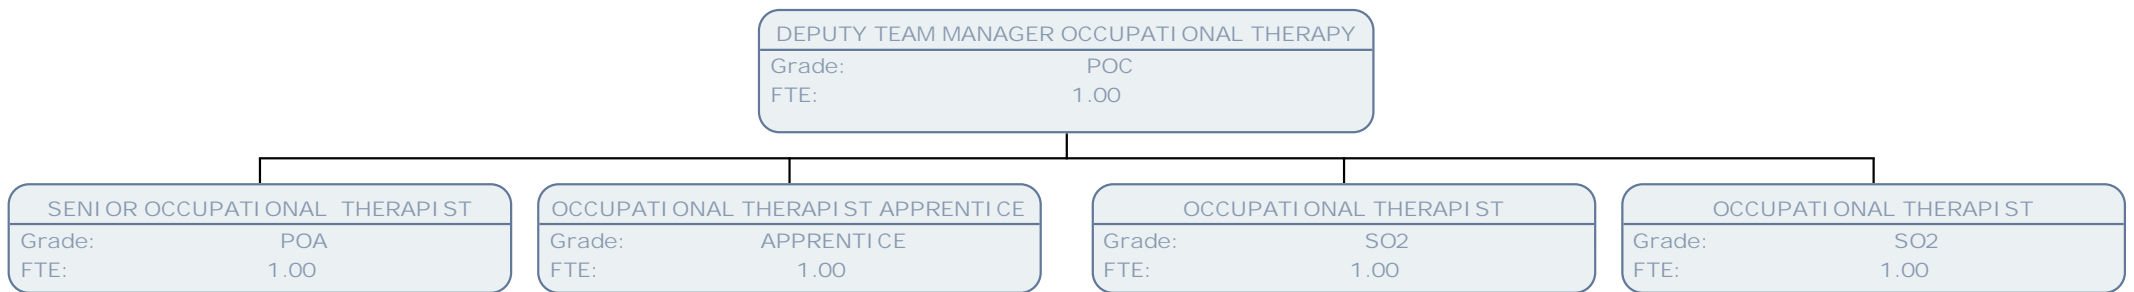 DEPUTY TEAM MANAGER OCCUPATIONAL THERAPY
Grade: POC
FTE: 1.00
SENIOR OCCUPATIONAL THERAPIST
Grade: POA
FTE: 1.00
OCCUPATIONAL THERAPIST APPRENTICE
Grade: APPRENTICE
FTE: 1.00
OCCUPATIONAL THERAPIST
Grade: SO2
FTE: 1.00
OCCUPATIONAL THERAPIST
Grade: SO2
FTE: 1.00